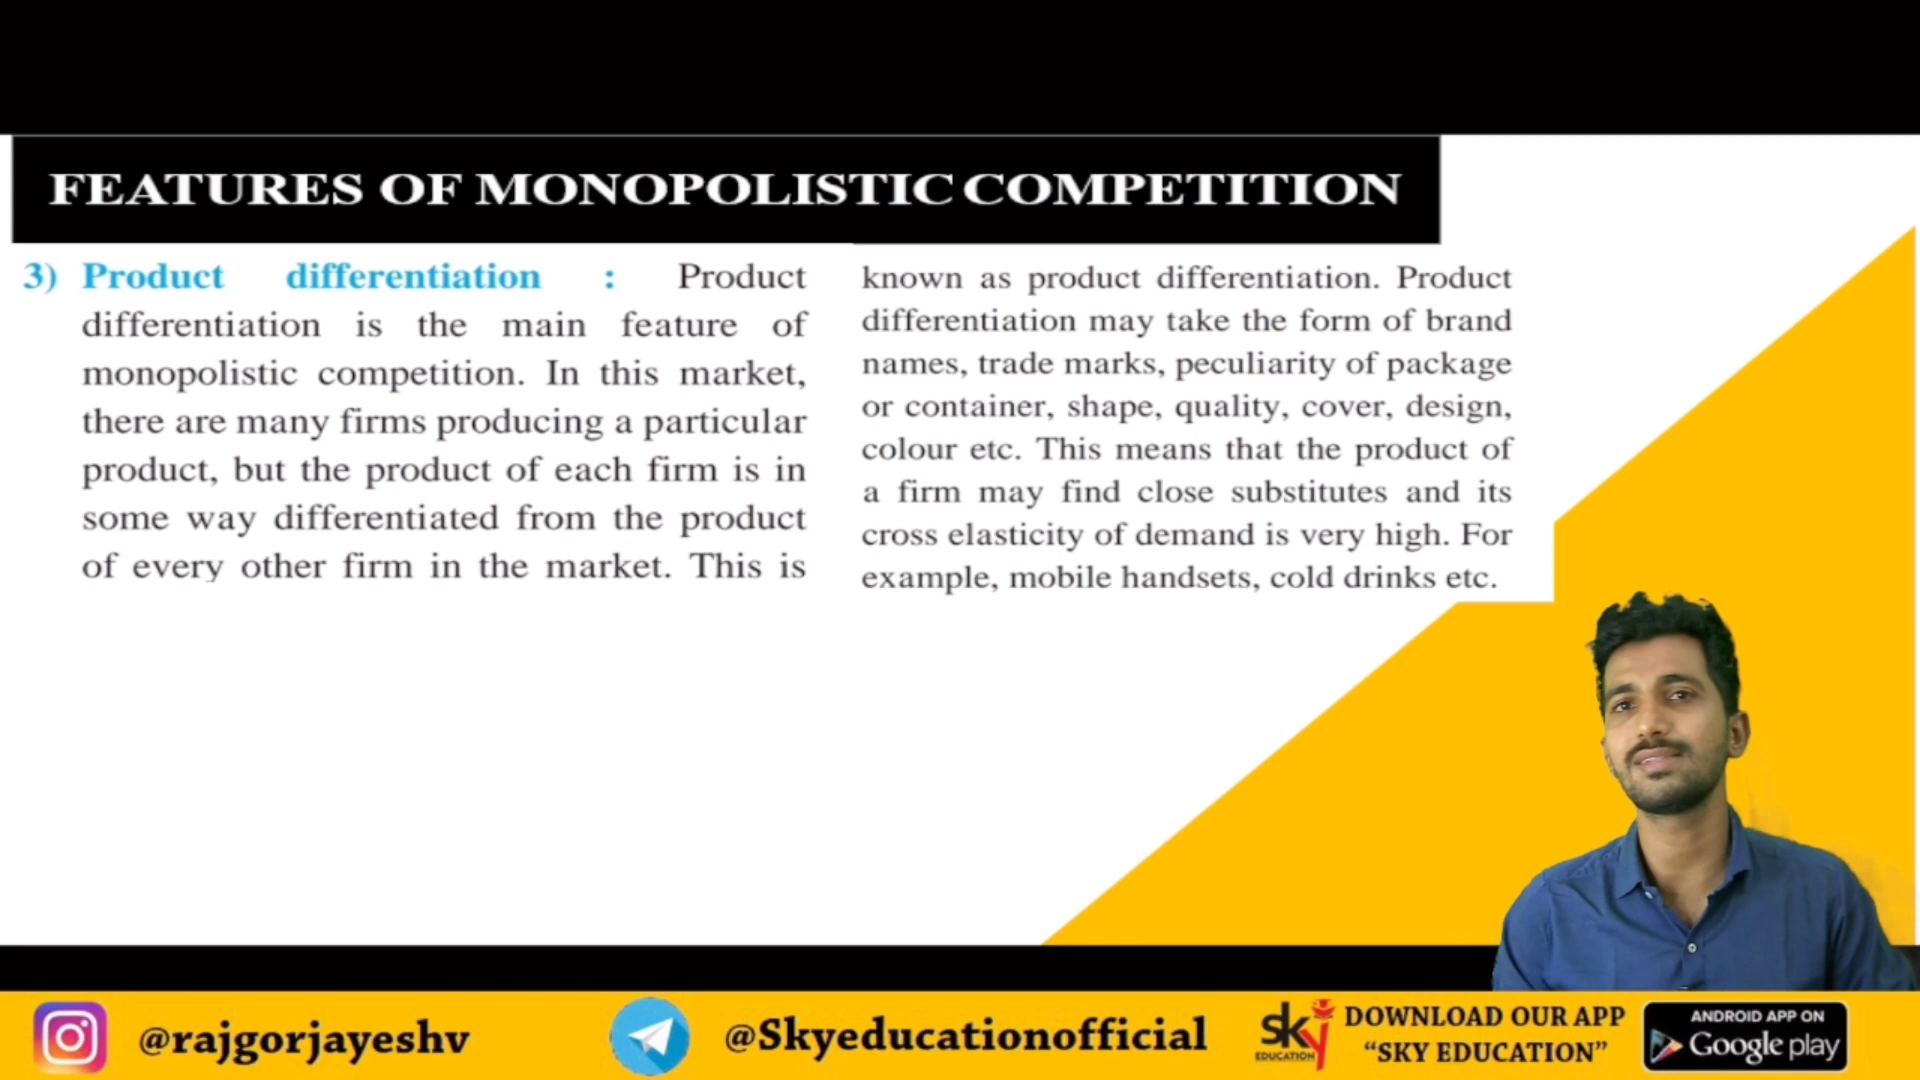 FEATURES OF MONOPOLISTIC COMPETITION
3) Product differentiation : Product
differentiation is the main feature of
monopolistic competition. In this market,
there are many firms producing a particular
product, but the product of each firm is in
some way differentiated from the product
of every other firm in the market. This is
known as product differentiation. Product
differentiation may take the form of brand
names, trade marks, peculiarity of package
or container, shape, quality, cover, design,
colour etc. This means that the product of
a firm may find close substitutes and its
cross elasticity of demand is very high. For
example, mobile handsets, cold drinks etc.
@rajgorjayeshv
@Skyeducationofficial
sky
EDUCATION
DOWNLOAD OUR APP
“SKY EDUCATION”
ANDROID APP ON
Google play